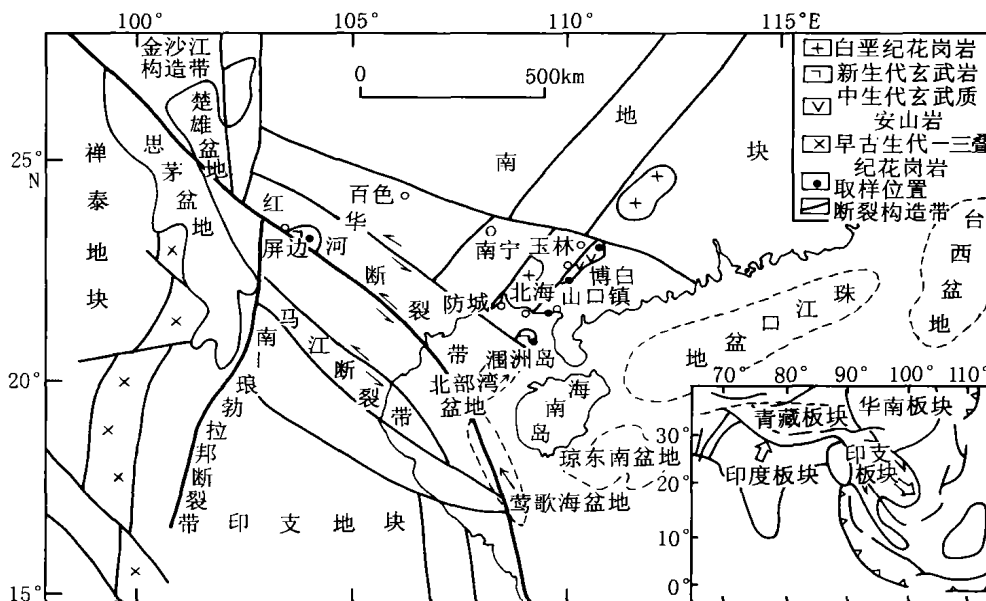 100°
105°
110°
115°E
25°
N
20°
15°
0
500km
金沙江
构造带
楚雄盆地
思茅盆地
禅泰地块
华南地块
百色
南宁
玉林
博白
北海
山口镇
防城
屏边
涠洲岛
红河断裂带
马江断裂带
南—琅勃拉邦断裂带
印支地块
北部湾
盆地
海南岛
琼东南盆地
莺歌海盆地
珠江口盆地
台西盆地
白垩纪花岗岩
新生代玄武岩
中生代玄武质
安山岩
早古生代—三叠
纪花岗岩
取样位置
断裂构造带
70°
80°
90°
100°
110°
30°
20°
10°
0°
青藏板块
华南板块
印支
板块
印度板块